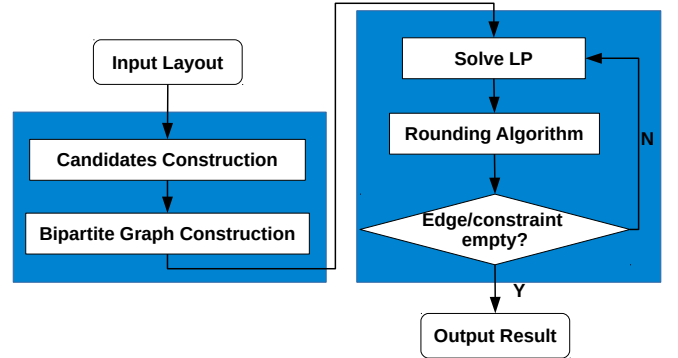 Input Layout
Candidates Construction
Bipartite Graph Construction
Solve LP
Rounding Algorithm
Edge/constraint
empty?
N
Y
Output Result